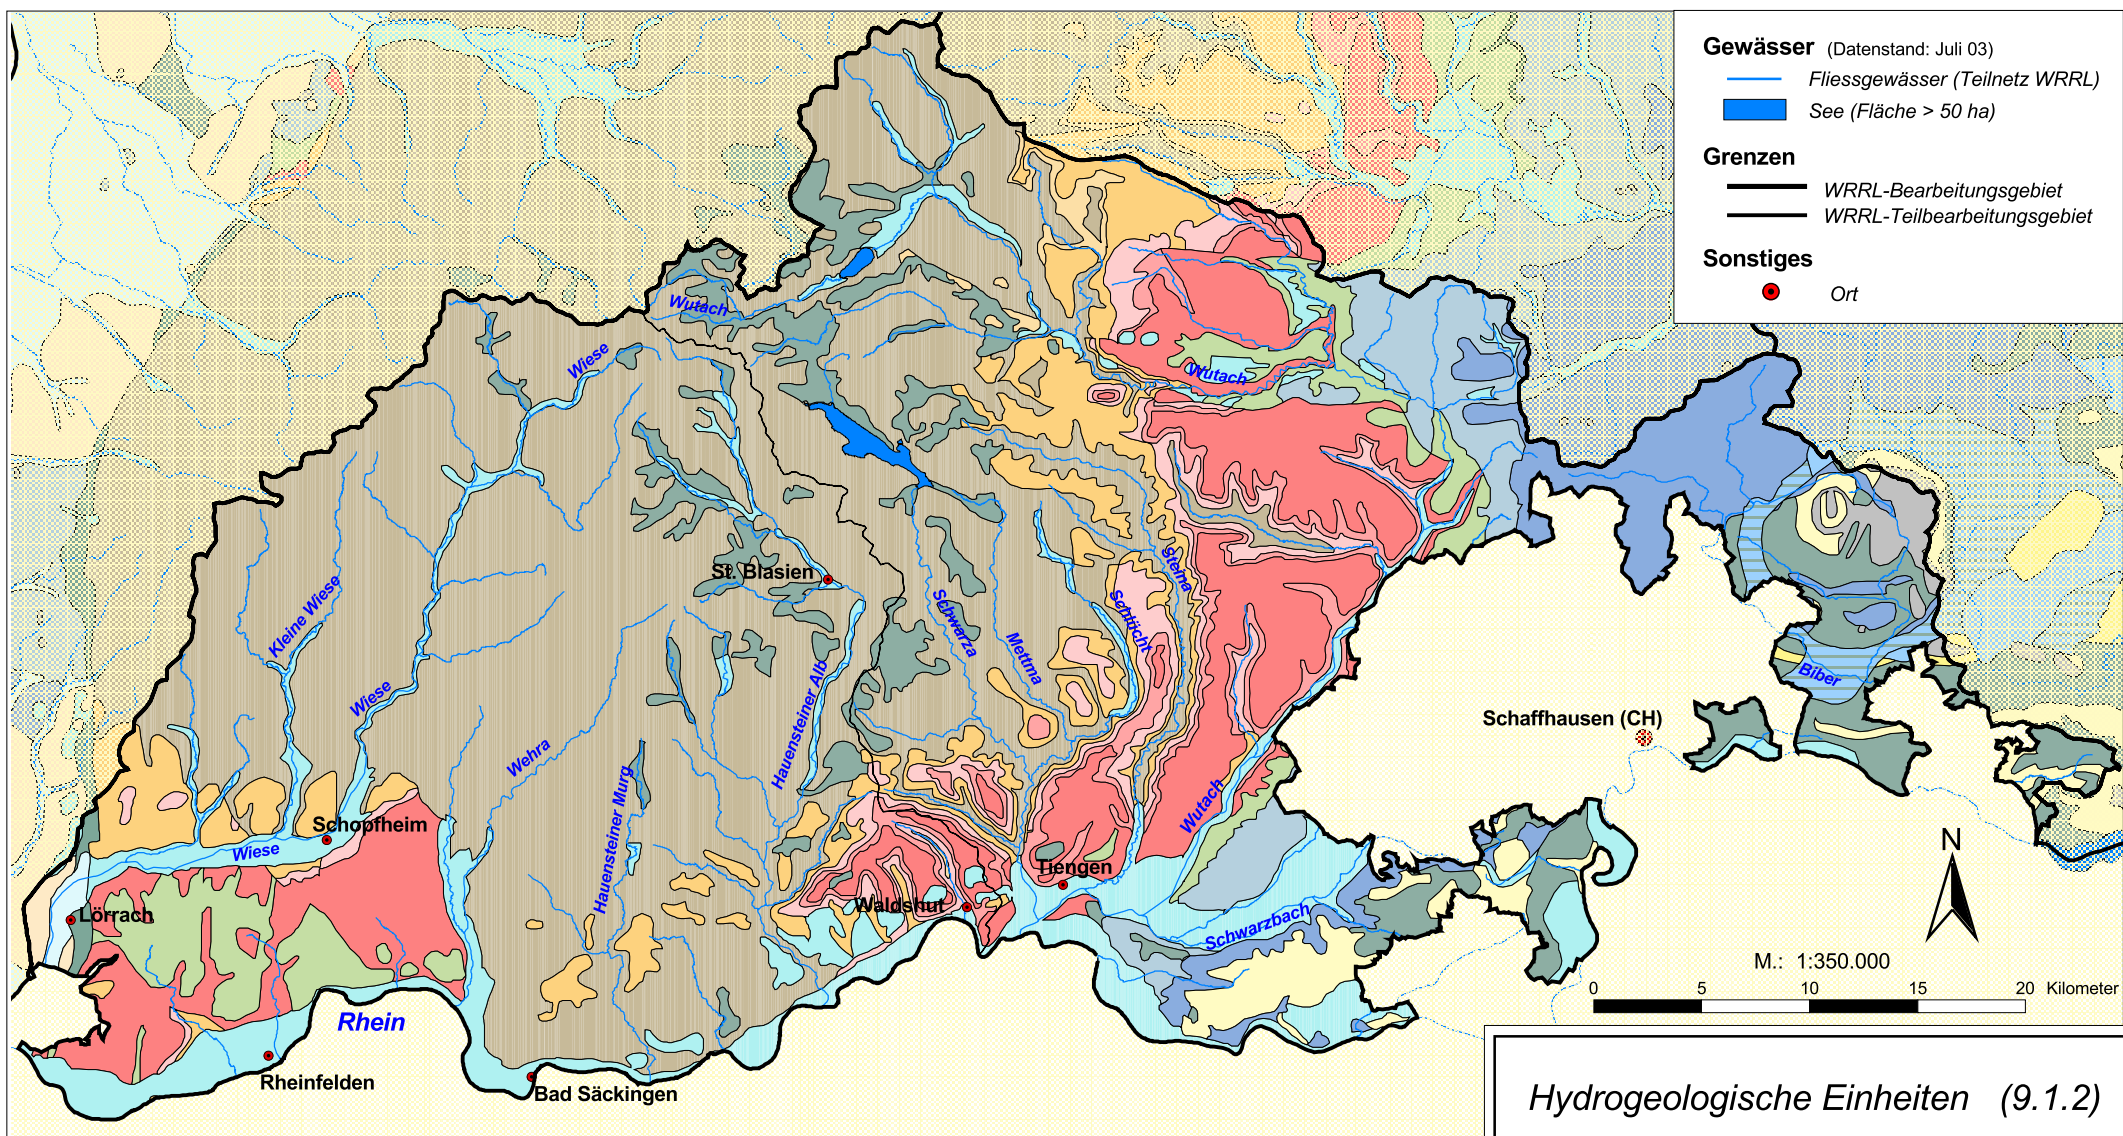 Gewässer (Datenstand: Juli 03)
Fliessgewässer (Teilnetz WRRL)
See (Fläche > 50 ha)
Grenzen
WRRL-Bearbeitungsgebiet
WRRL-Teilbearbeitungsgebiet
Sonstiges
Ort
Wutach
Wiese
Wutach
St. Blasien
Steina
Kleine Wiese
Schwarza
Schlücht
Mettma
Wiese
Hauensteiner Alb
Biber
Schaffhausen (CH)
Wehra
Hauensteiner Murg
Wutach
Schopfheim
Wiese
Tiengen
Waldshut
Lörrach
Schwarzbach
N
M.: 1:350.000
0 5 10 15 20 Kilometer
Rhein
Rheinfelden
Bad Säckingen
Hydrogeologische Einheiten (9.1.2)